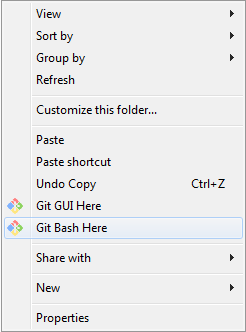 View
Sort by
Group by
Refresh
Customize this folder...
Paste
Paste shortcut
Undo Copy Ctrl+Z
Git GUI Here
Git Bash Here
Share with
New
Properties